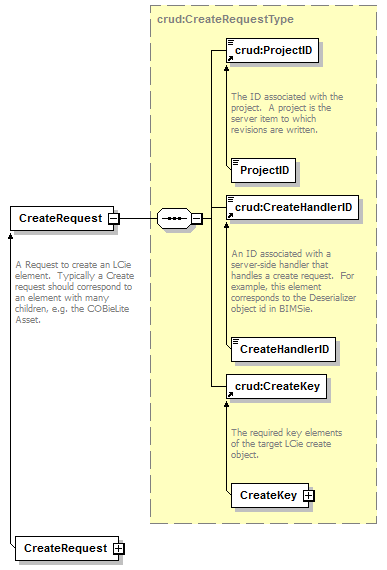 crud:CreateRequestType
crud:ProjectID
The ID associated with the
project.  A project is the
server item to which
revisions are written.
ProjectID
CreateRequest
A Request to create an LCie
element.  Typically a Create
request should correspond to
an element with many
children, e.g. the COBieLite
Asset.
crud:CreateHandlerID
An ID associated with a
server-side handler that
handles a create request.  For
example, this element
corresponds to the Deserializer
object id in BIMSie.
CreateHandlerID
crud:CreateKey
The required key elements
of the target LCie create
object.
CreateKey
CreateRequest